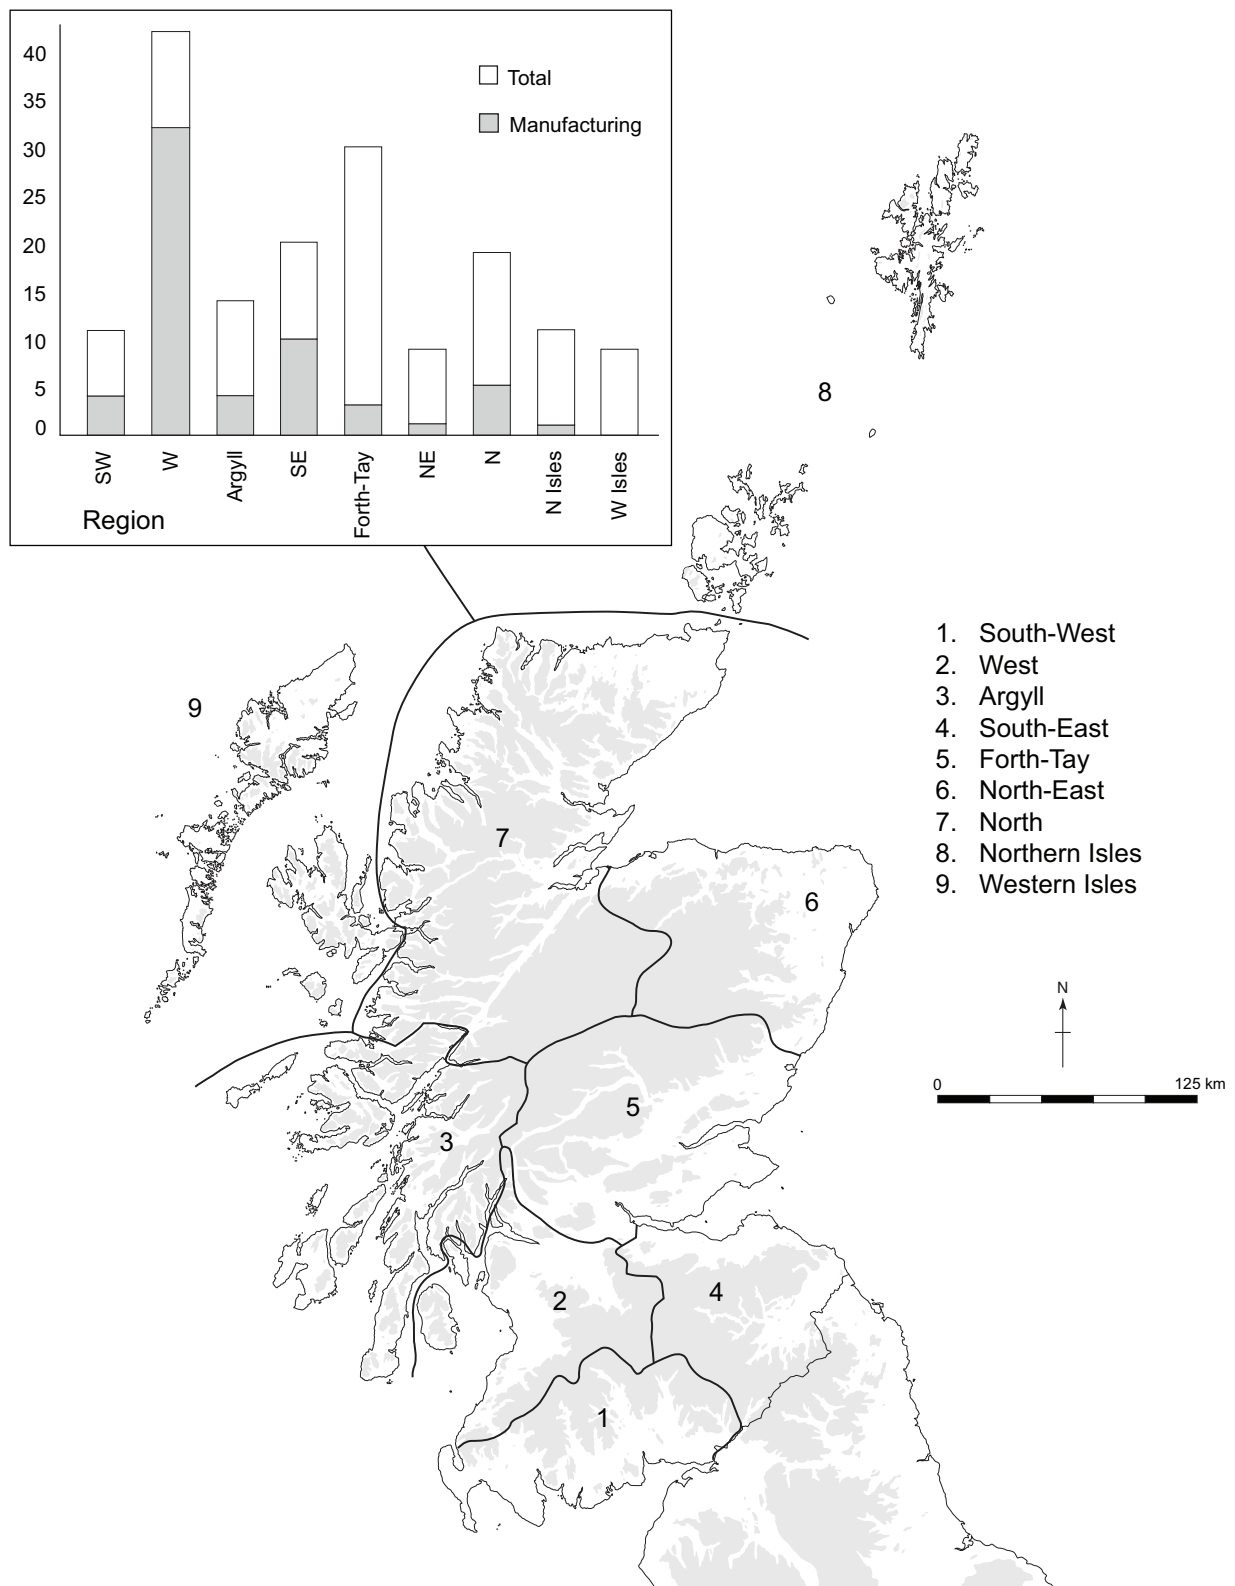 40
35
30
25
20
15
10
5
0
Total
Manufacturing
SW
W
Argyll
SE
Forth-Tay
NE
N
N Isles
W Isles
Region
8
9
7
6
5
3
4
2
1
1. South-West
2. West
3. Argyll
4. South-East
5. Forth-Tay
6. North-East
7. North
8. Northern Isles
9. Western Isles
N
0 125 km